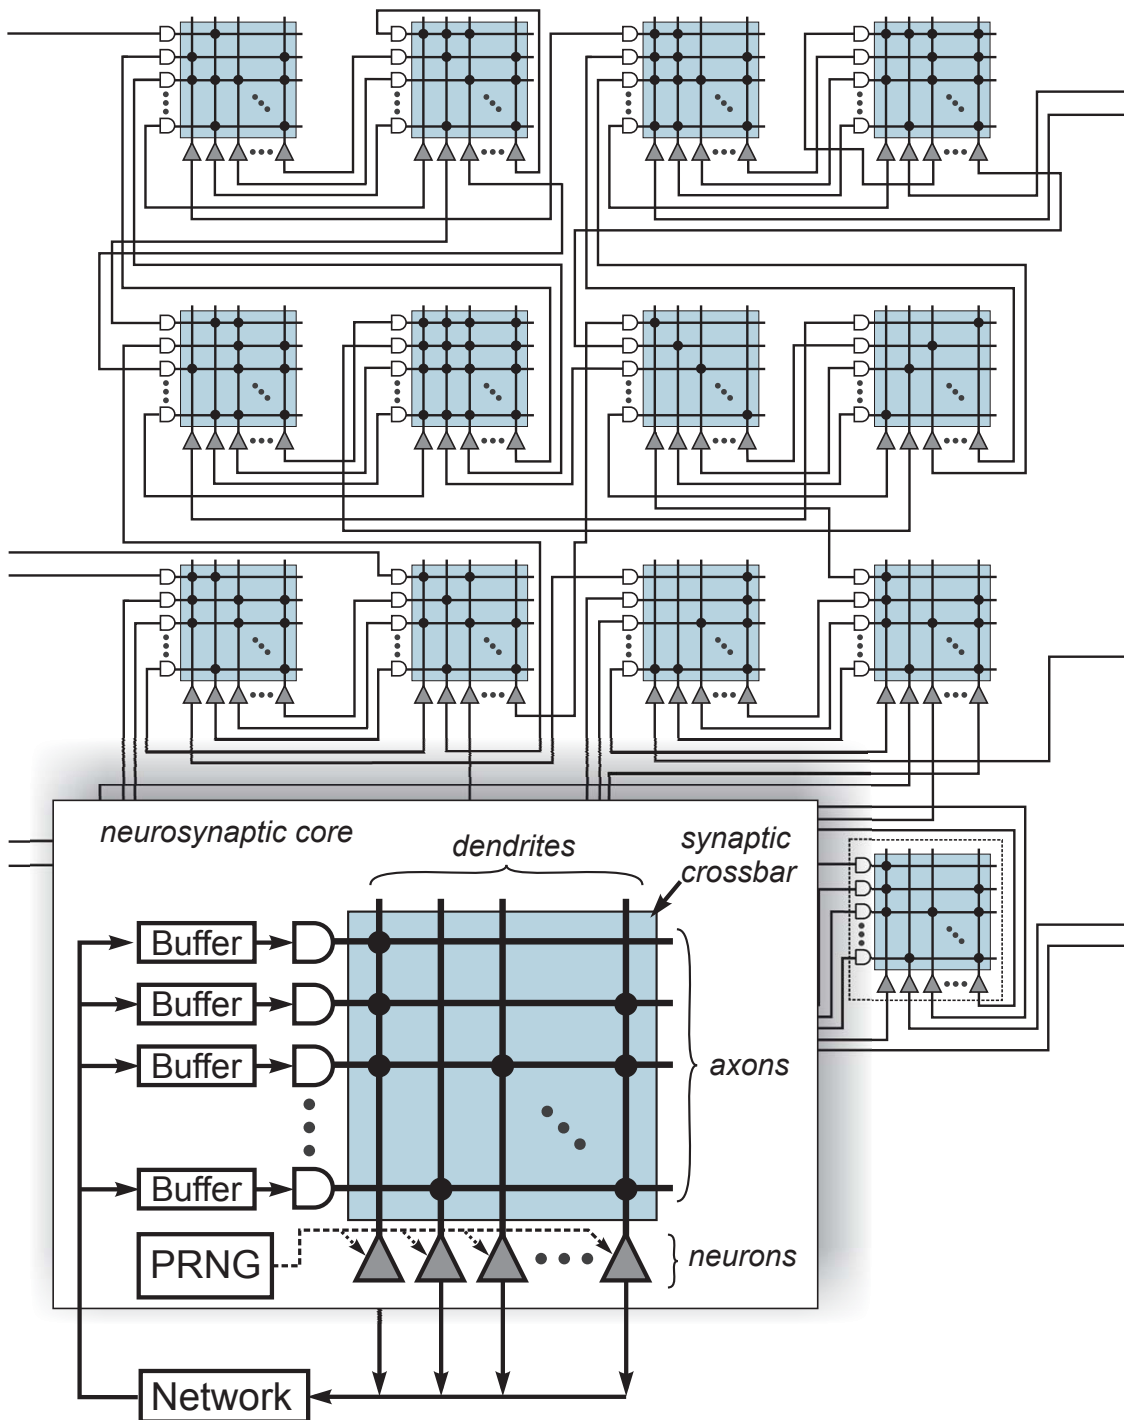 neurosynaptic core
dendrites
synaptic
crossbar
Buffer
Buffer
Buffer
axons
Buffer
PRNG
neurons
Network